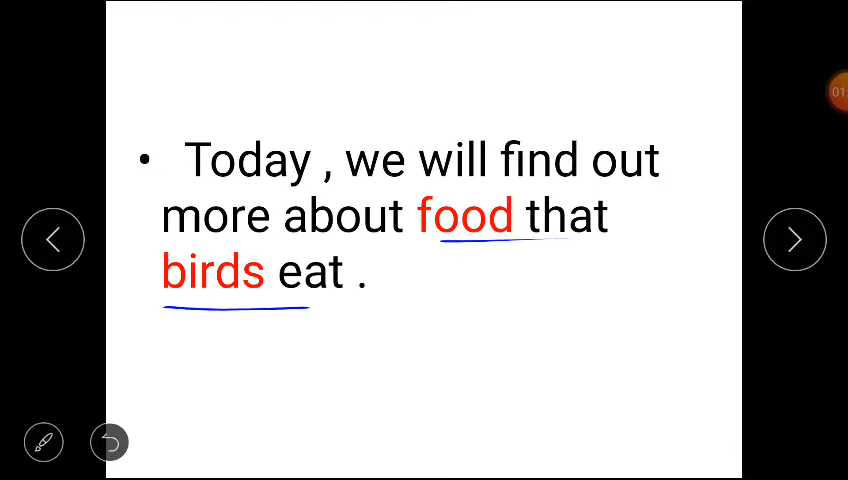 • Today , we will find out
more about food that
birds eat .